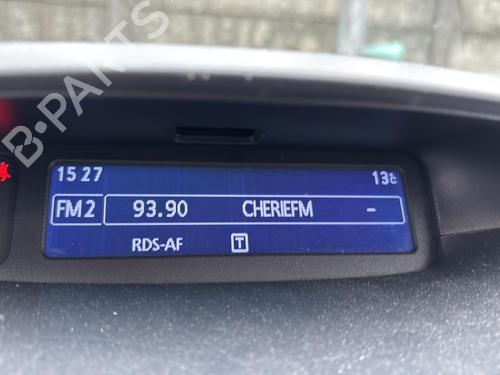 B-PARTS
15 27 13c
FM2 93.90 CHERIEFM -
RDS-AF T